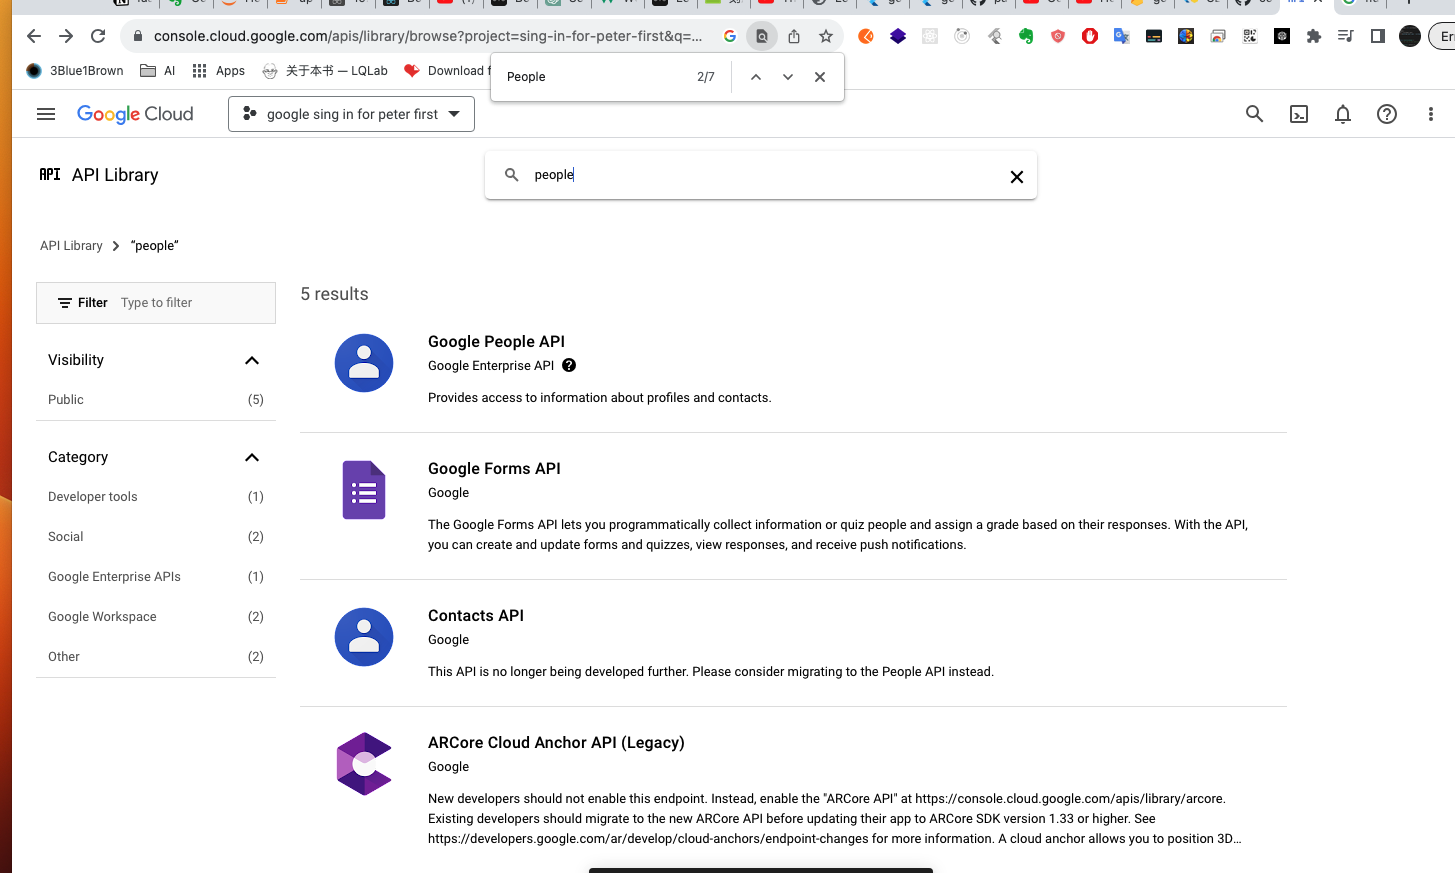 console.cloud.google.com/apis/library/browse?project=sing-in-for-peter-first&q=...
3Blue1Brown
AI
Apps
关于本书 — LQLab
Download f
People
2/7
Google Cloud
google sing in for peter first
API API Library
people
API Library
“people”
Filter Type to filter
5 results
Visibility
Public (5)
Category
Developer tools (1)
Social (2)
Google Enterprise APIs (1)
Google Workspace (2)
Other (2)
Google People API
Google Enterprise API
Provides access to information about profiles and contacts.
Google Forms API
Google
The Google Forms API lets you programmatically collect information or quiz people and assign a grade based on their responses. With the API,
you can create and update forms and quizzes, view responses, and receive push notifications.
Contacts API
Google
This API is no longer being developed further. Please consider migrating to the People API instead.
ARCore Cloud Anchor API (Legacy)
Google
New developers should not enable this endpoint. Instead, enable the "ARCore API" at https://console.cloud.google.com/apis/library/arcore.
Existing developers should migrate to the new ARCore API before updating their app to ARCore SDK version 1.33 or higher. See
https://developers.google.com/ar/develop/cloud-anchors/endpoint-changes for more information. A cloud anchor allows you to position 3D...